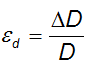 ε_d = ΔD / D